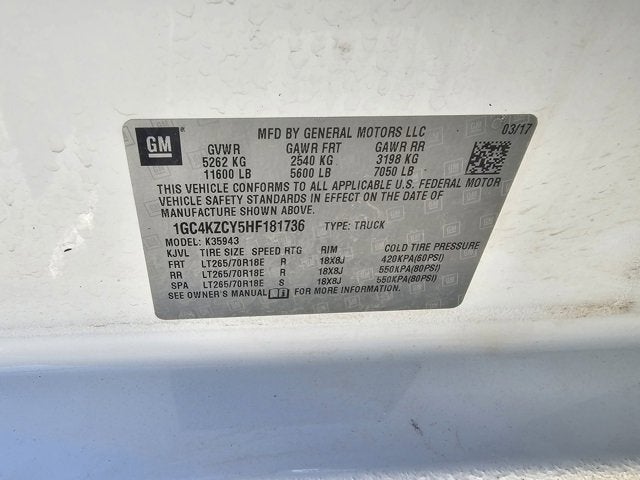 MFD BY GENERAL MOTORS LLC
03/17
GM
GVWR GAWR FRT GAWR RR
5262 KG 2540 KG 3198 KG
11600 LB 5600 LB 7050 LB
THIS VEHICLE CONFORMS TO ALL APPLICABLE U.S. FEDERAL MOTOR
VEHICLE SAFETY STANDARDS IN EFFECT ON THE DATE OF
MANUFACTURE SHOWN ABOVE.
1GC4KZCY5HF181736 TYPE: TRUCK
MODEL: K35943
KJVL TIRE SIZE SPEED RTG RIM COLD TIRE PRESSURE
FRT LT265/70R18E R 18X8J 420KPA(60PSI)
RR LT265/70R18E R 18X8J 550KPA(80PSI)
SPA LT265/70R18E S 18X8J 550KPA(80PSI)
SEE OWNER'S MANUAL